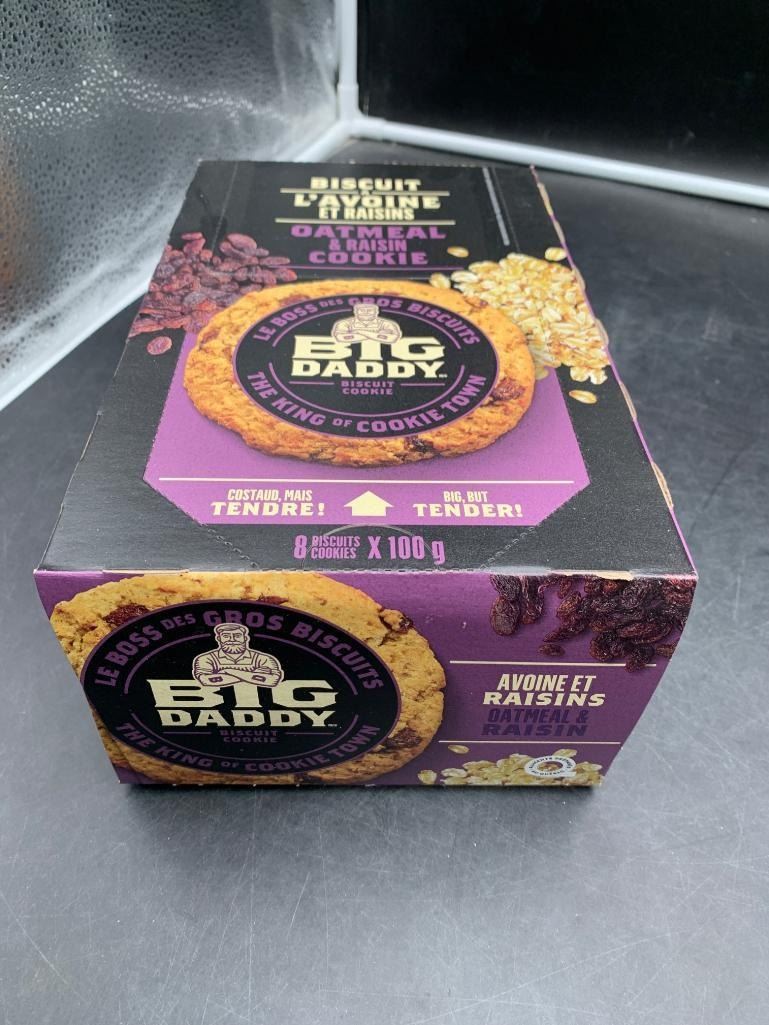 BISCUIT
À
L'AVOINE
ET RAISINS
OATMEAL
& RAISIN
COOKIE
LE BOSS DES GROS BISCUITS
BIG
DADDY
BISCUIT
COOKIE
THE KING OF COOKIE TOWN
COSTAUD, MAIS
TENDRE!
BIG, BUT
TENDER!
8 BISCUITS
COOKIES X 100 g
LE BOSS DES GROS BISCUITS
BIG
DADDY
BISCUIT
COOKIE
THE KING OF COOKIE TOWN
AVOINE ET
RAISINS
OATMEAL &
RAISIN